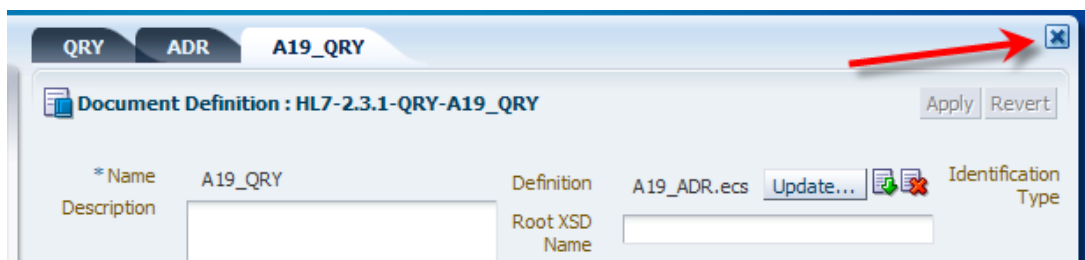 QRY ADR A19_QRY
Document Definition : HL7-2.3.1-QRY-A19_QRY
Apply Revert
* Name A19_QRY Definition A19_ADR.ecs Update... Identification Type
Description
Root XSD Name